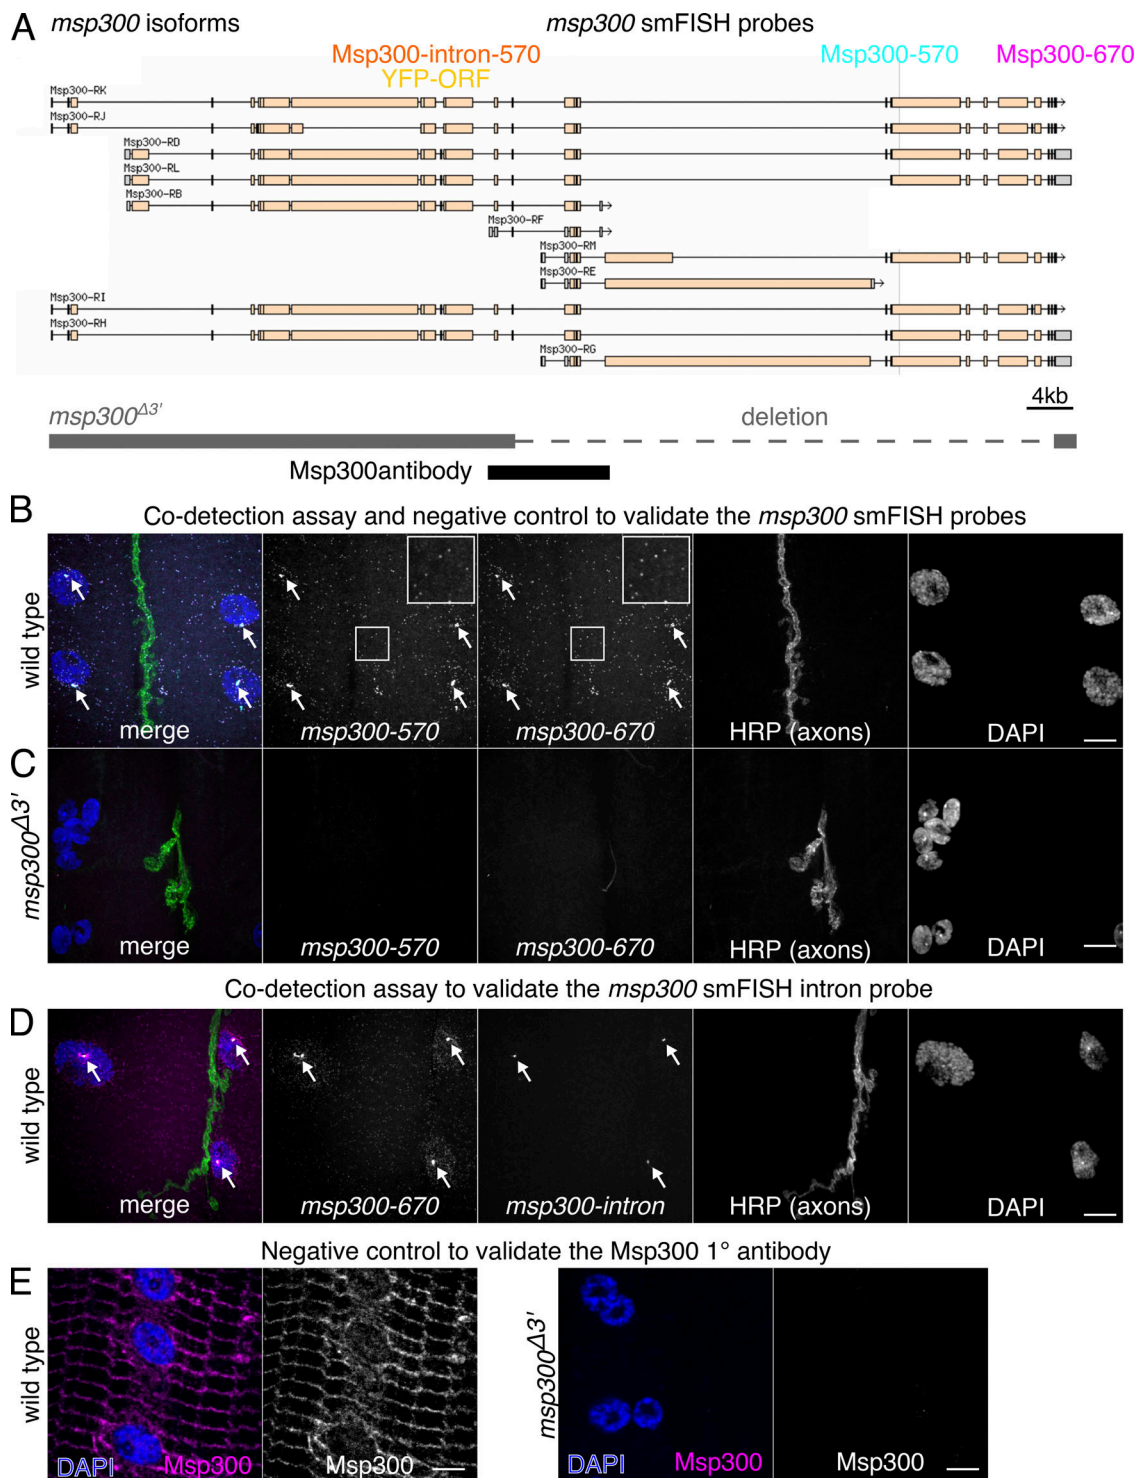 A
msp300 isoforms
msp300 smFISH probes
Msp300-intron-570
Msp300-570
Msp300-670
YFP-ORF
Msp300-RK
Msp300-RJ
Msp300-RD
Msp300-RL
Msp300-RB
Msp300-RF
Msp300-RM
Msp300-RE
Msp300-RI
Msp300-RH
Msp300-RG
4kb
msp300Δ3'
deletion
Msp300antibody
B
Co-detection assay and negative control to validate the msp300 smFISH probes
wild type
merge
msp300-570
msp300-670
HRP (axons)
DAPI
C
msp300Δ3'
merge
msp300-570
msp300-670
HRP (axons)
DAPI
Co-detection assay to validate the msp300 smFISH intron probe
D
wild type
merge
msp300-670
msp300-intron
HRP (axons)
DAPI
Negative control to validate the Msp300 1° antibody
E
wild type
DAPI
Msp300
Msp300
msp300Δ3'
DAPI
Msp300
Msp300